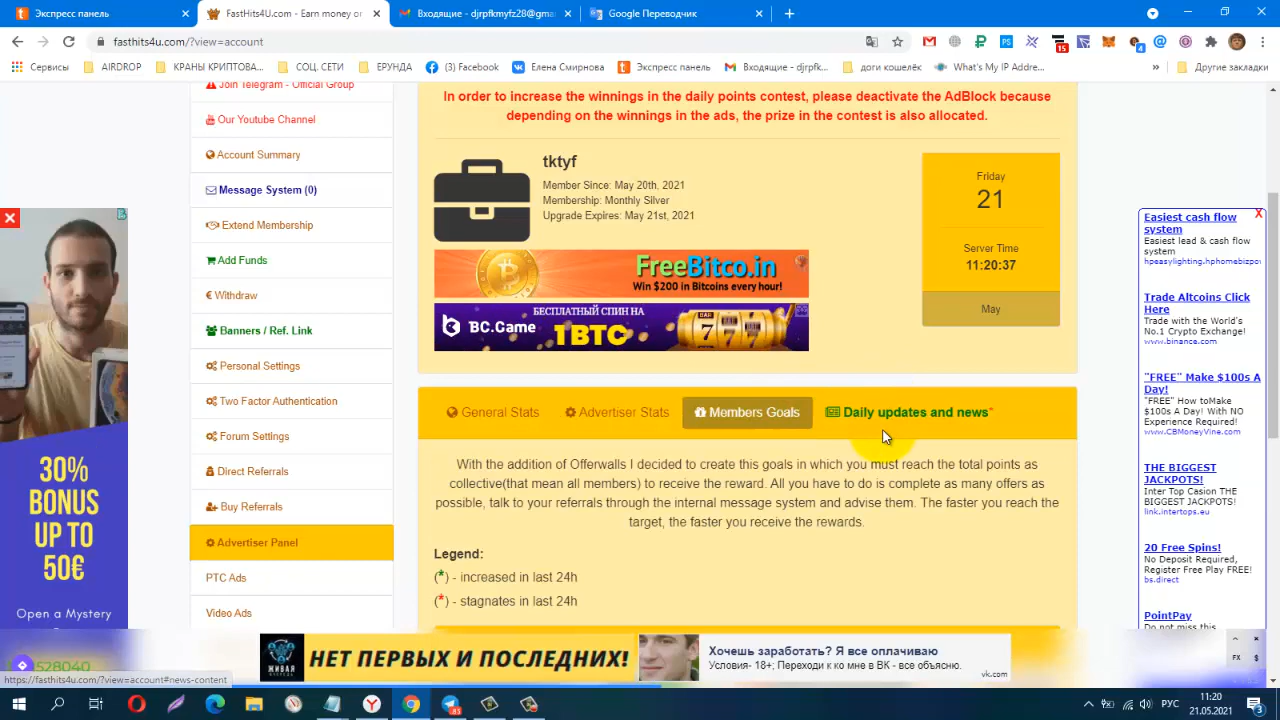 Экспресс панель
FastHits4U.com - Earn money or
Входящие - djrpfkmyfz28@gma
Google Переводчик
fasthits4u.com/?view=account
15
4
Сервисы
AIRDROP
КРАНЫ КРИПТОВА...
СОЦ. СЕТИ
ЕРУНДА
(3) Facebook
Елена Смирнова
Экспресс панель
Входящие - djrpfk...
доги кошелёк
What's My IP Addre...
»
Другие закладки
Join Telegram - Official Group
Our Youtube Channel
Account Summary
Message System (0)
Extend Membership
Add Funds
€ Withdraw
Banners / Ref. Link
Personal Settings
Two Factor Authentication
Forum Settings
Direct Referrals
Buy Referrals
Advertiser Panel
PTC Ads
Video Ads
In order to increase the winnings in the daily points contest, please deactivate the AdBlock because
depending on the winnings in the ads, the prize in the contest is also allocated.
tktyf
Member Since: May 20th, 2021
Membership: Monthly Silver
Upgrade Expires: May 21st, 2021
Friday
21
Server Time
11:20:37
May
FreeBitco.in
Win $200 in Bitcoins every hour!
BC.Game
БЕСПЛАТНЫЙ СПИН НА
1BTC
7 7 7
General Stats
Advertiser Stats
Members Goals
Daily updates and news*
With the addition of Offerwalls I decided to create this goals in which you must reach the total points as
collective(that mean all members) to receive the reward. All you have to do is complete as many offers as
possible, talk to your referrals through the internal message system and advise them. The faster you reach the
target, the faster you receive the rewards.
Legend:
(*) - increased in last 24h
(*) - stagnates in last 24h
30%
BONUS
UP TO
50€
Open a Mystery
X
Easiest cash flow
system
Easiest lead & cash flow
system
hpeasylighting.hphomebizpov
Trade Altcoins Click
Here
Trade with the World's
No.1 Crypto Exchange!
www.binance.com
"FREE" Make $100s A
Day!
"FREE" How toMake
$100s A Day! With NO
Experience Required!
www.CBMoneyVine.com
THE BIGGEST
JACKPOTS!
Inter Top Casion THE
BIGGEST JACKPOTS!
link.intertops.eu
20 Free Spins!
No Deposit Required,
Register Free Play FREE!
bs.direct
PointPay
Do not miss this
528040
https://fasthits4u.com/?view=account#news-content
ЖИВАЯ
НЕТ ПЕРВЫХ И ПОСЛЕДНИХ!
Хочешь заработать? Я все оплачиваю
Условия- 18+; Переходи к ко мне в ВК - все объясню.
vk.com
FX
$
РУС
11:20
21.05.2021
3